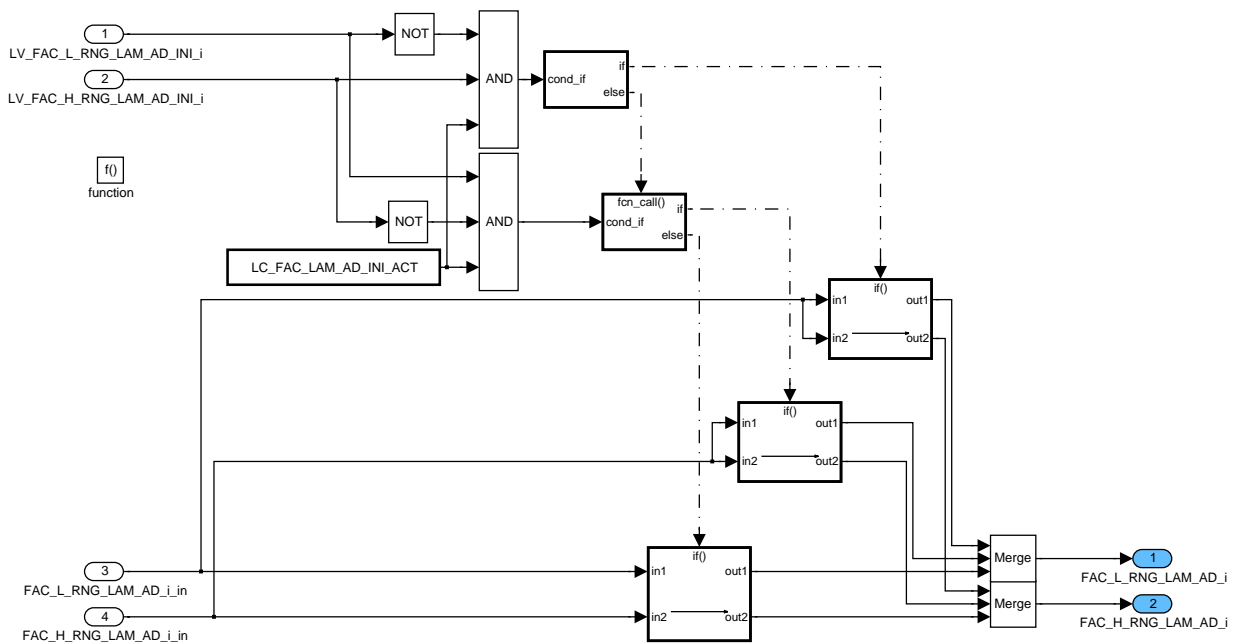 1
LV_FAC_L_RNG_LAM_AD_INI_i
NOT
AND
2
LV_FAC_H_RNG_LAM_AD_INI_i
cond_if
if
else
f()
function
NOT
AND
fcn_call()
cond_if
if
else
LC_FAC_LAM_AD_INI_ACT
if()
in1
out1
in2
out2
if()
in1
out1
in2
out2
if()
in1
out1
in2
out2
3
FAC_L_RNG_LAM_AD_i_in
4
FAC_H_RNG_LAM_AD_i_in
Merge
1
FAC_L_RNG_LAM_AD_i
Merge
2
FAC_H_RNG_LAM_AD_i